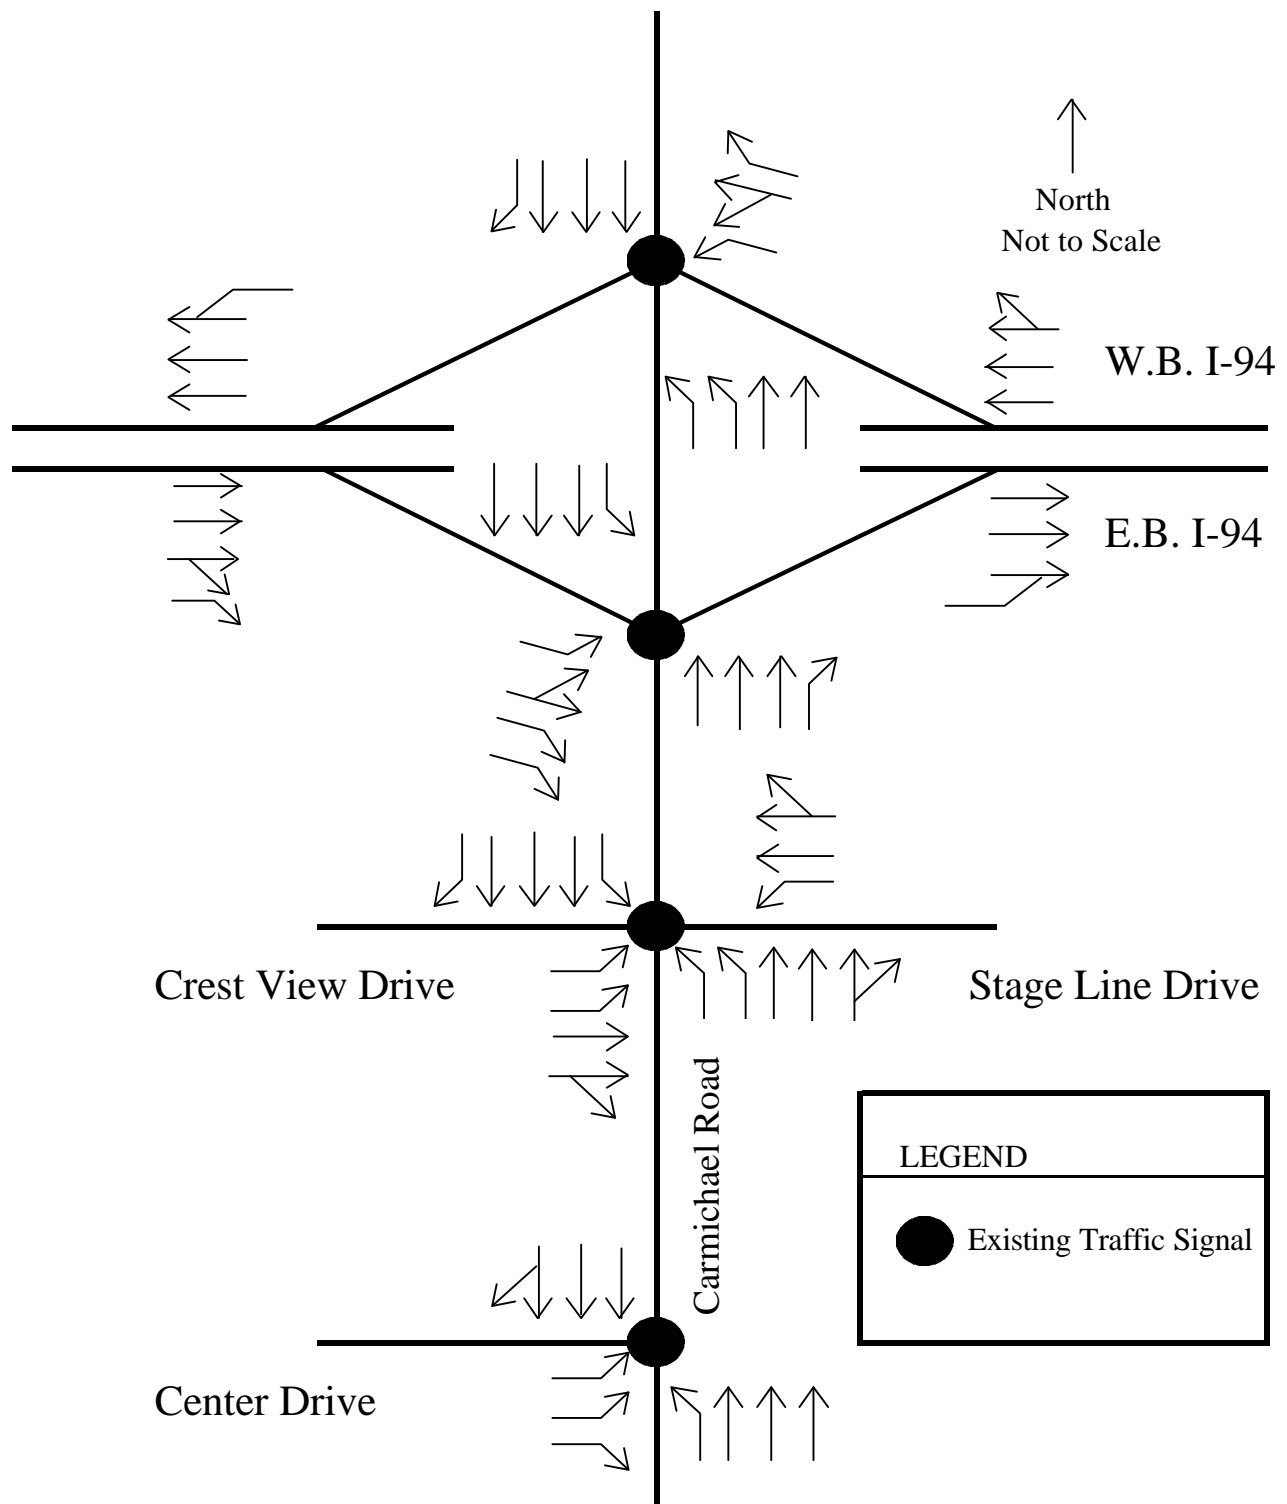 North
Not to Scale
W.B. I-94
E.B. I-94
Crest View Drive
Stage Line Drive
Carmichael Road
LEGEND
Existing Traffic Signal
Center Drive